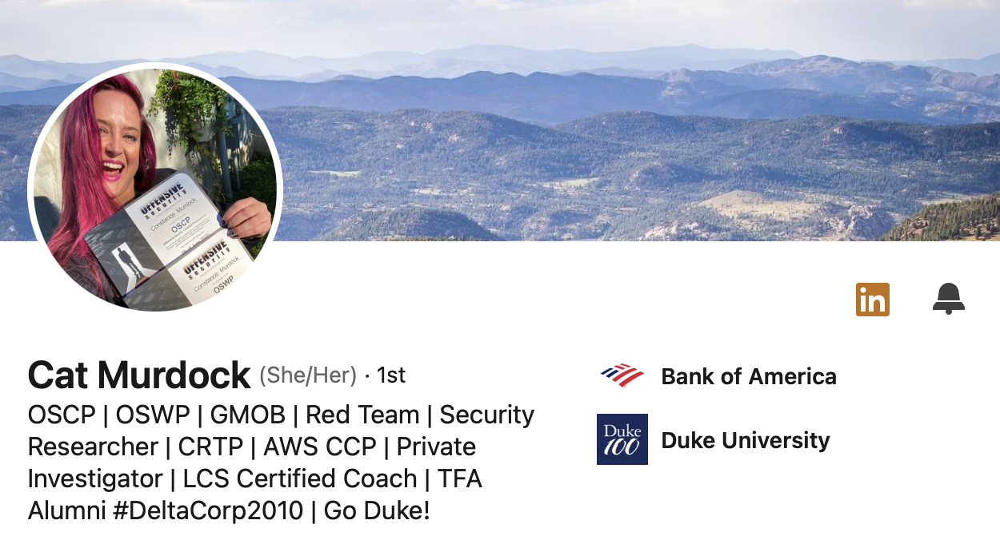 OFFENSIVE
SECURITY
Constance Murdock
OSCP
OFFENSIVE
SECURITY
Constance Murdock
OSWP
in
Cat Murdock (She/Her) · 1st
OSCP | OSWP | GMOB | Red Team | Security
Researcher | CRTP | AWS CCP | Private
Investigator | LCS Certified Coach | TFA
Alumni #DeltaCorp2010 | Go Duke!
Bank of America
Duke
100
Duke University